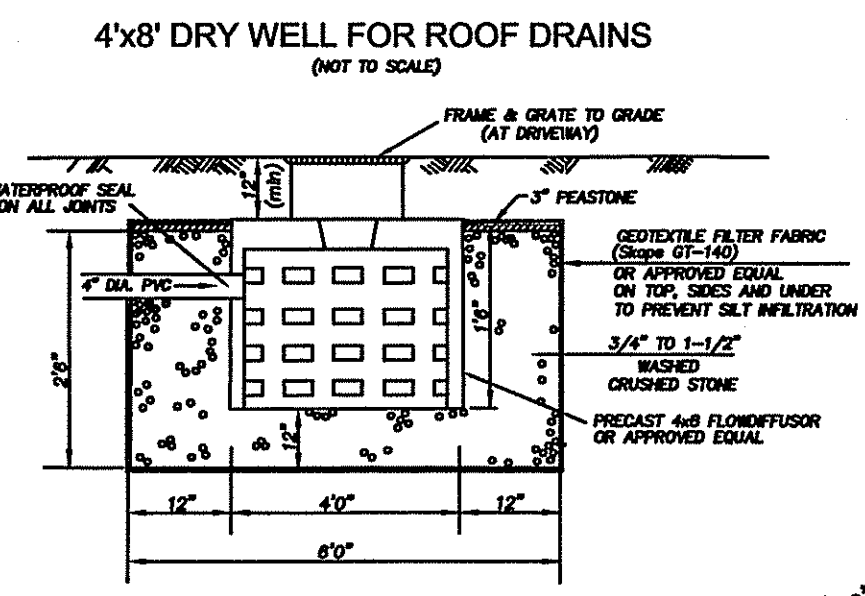 4'x8' DRY WELL FOR ROOF DRAINS
(NOT TO SCALE)
FRAME & GRATE TO GRADE
(AT DRIVEWAY)
12"
(min)
WATERPROOF SEAL
ON ALL JOINTS
3" PEASTONE
GEOTEXTILE FILTER FABRIC
(Skape GT-140)
OR APPROVED EQUAL
ON TOP, SIDES AND UNDER
TO PREVENT SILT INFILTRATION
4" DIA. PVC
3/4" TO 1-1/2"
WASHED
CRUSHED STONE
1'6"
2'6"
PRECAST 4x8 FLOWDIFFUSOR
OR APPROVED EQUAL
12"
12"
4'0"
12"
6'0"